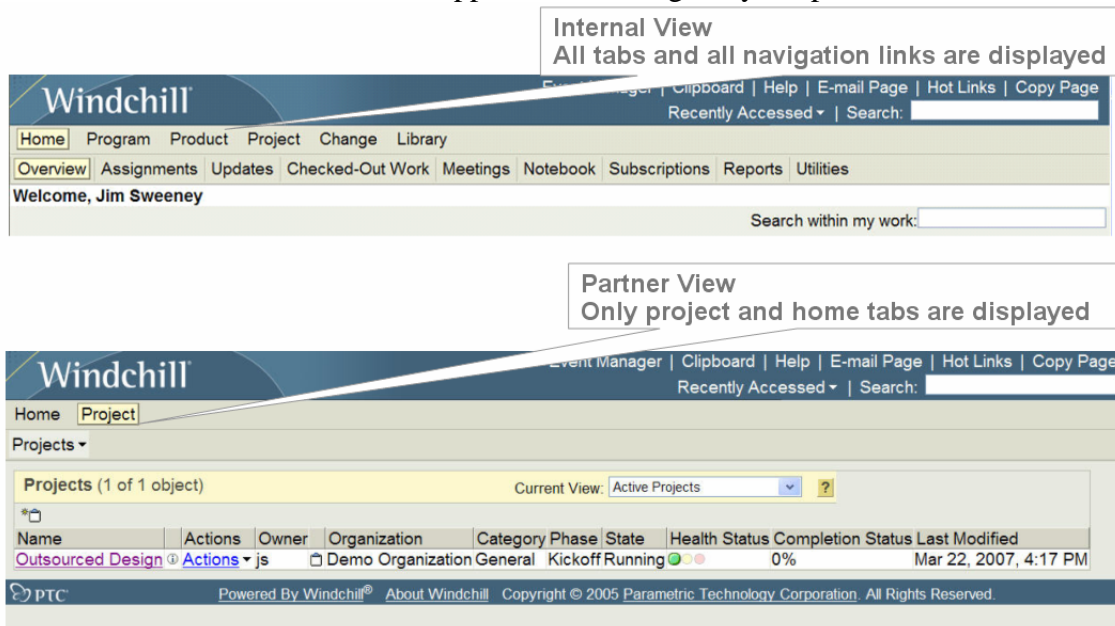 Internal View
All tabs and all navigation links are displayed
Windchill
Clipboard | Help | E-mail Page | Hot Links | Copy Page
Recently Accessed | Search:
Home Program Product Project Change Library
Overview Assignments Updates Checked-Out Work Meetings Notebook Subscriptions Reports Utilities
Welcome, Jim Sweeney
Search within my work:
Partner View
Only project and home tabs are displayed
Windchill
Event Manager | Clipboard | Help | E-mail Page | Hot Links | Copy Page
Recently Accessed | Search:
Home Project
Projects
Projects (1 of 1 object) Current View: Active Projects ?
Name Actions Owner Organization Category Phase State Health Status Completion Status Last Modified
Outsourced Design Actions js Demo Organization General Kickoff Running 0% Mar 22, 2007, 4:17 PM
PTC Powered By Windchill® About Windchill Copyright © 2005 Parametric Technology Corporation. All Rights Reserved.